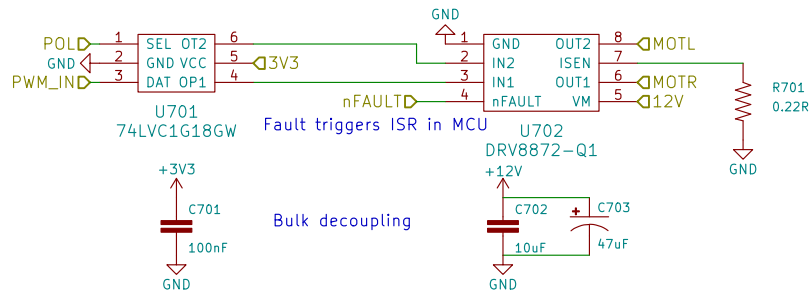 GND
POL 1 SEL OT2 6
GND 2 GND VCC 5 3V3
PWM_IN 3 DAT OP1 4
U701
74LVC1G18GW
1 GND OUT2 8 MOTL
2 IN2 ISEN 7
3 IN1 OUT1 6 MOTR
nFAULT 4 nFAULT VM 5 12V
U702
DRV8872-Q1
R701
0.22R
GND
Fault triggers ISR in MCU
+3V3
C701
100nF
GND
Bulk decoupling
+12V
C702
10uF
+
C703
47uF
GND